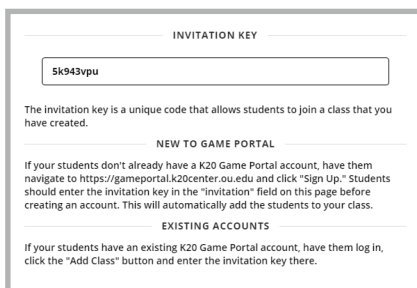 INVITATION KEY
5k943vpu
The invitation key is a unique code that allows students to join a class that you
have created.
NEW TO GAME PORTAL
If your students don't already have a K20 Game Portal account, have them
navigate to https://gameportal.k20center.ou.edu and click "Sign Up." Students
should enter the invitation key in the "invitation" field on this page before
creating an account. This will automatically add the students to your class.
EXISTING ACCOUNTS
If your students have an existing K20 Game Portal account, have them log in,
click the "Add Class" button and enter the invitation key there.